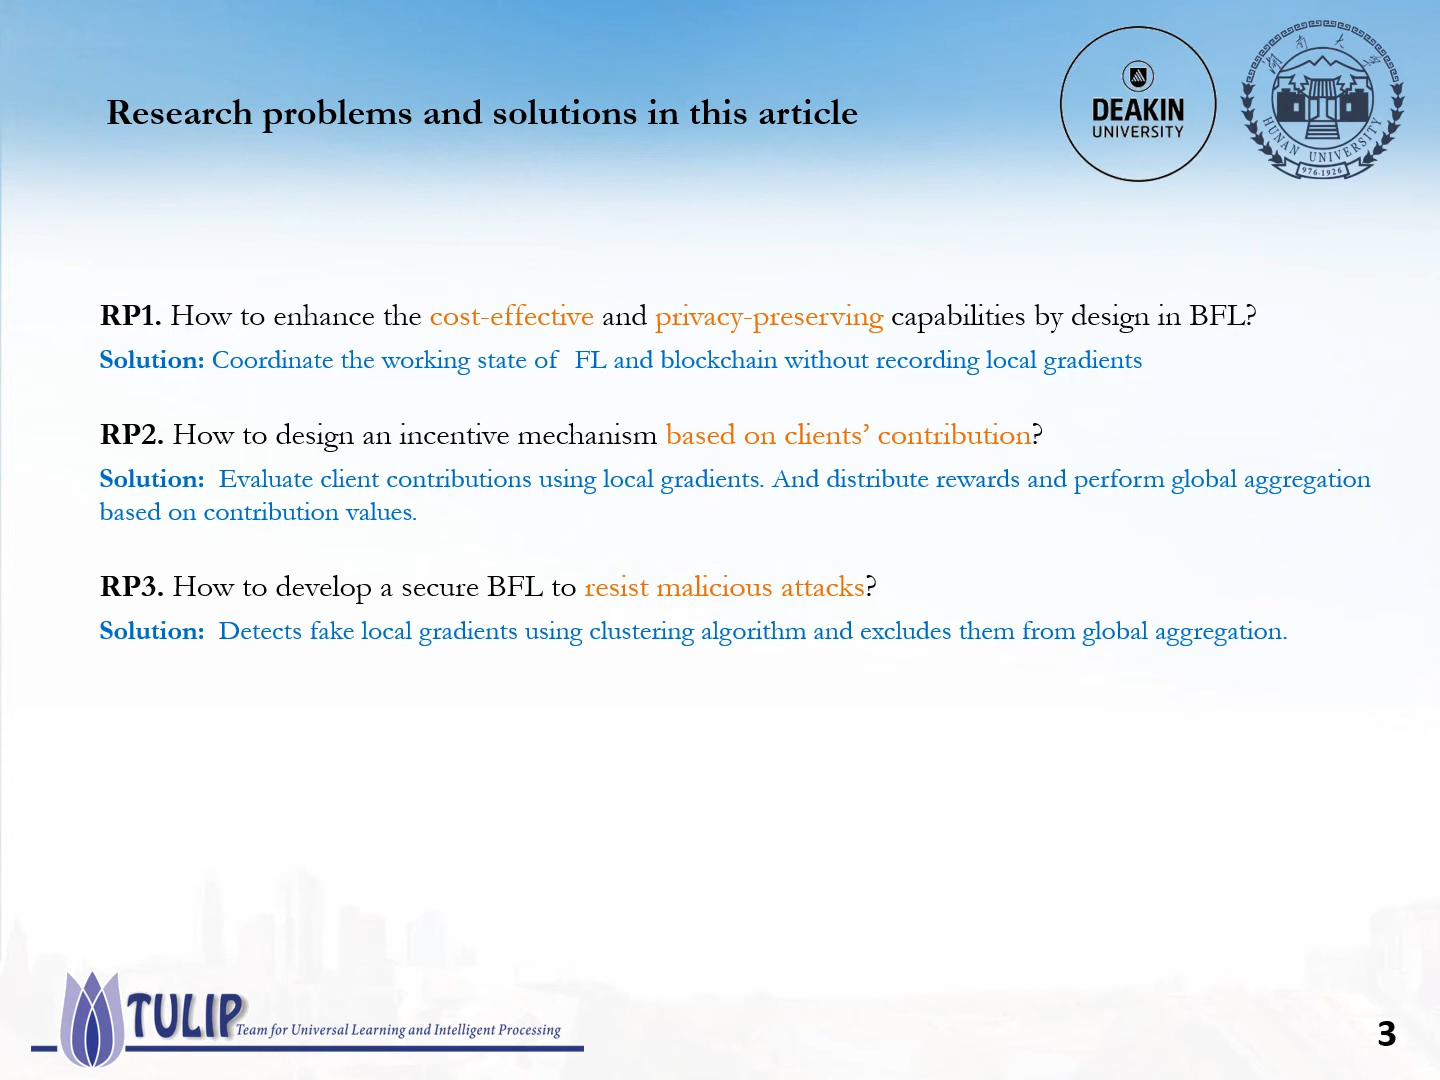 Research problems and solutions in this article
DEAKIN
UNIVERSITY
湖南大学
HUNAN UNIVERSITY
976-1926
RP1. How to enhance the cost-effective and privacy-preserving capabilities by design in BFL?
Solution: Coordinate the working state of FL and blockchain without recording local gradients
RP2. How to design an incentive mechanism based on clients’ contribution?
Solution: Evaluate client contributions using local gradients. And distribute rewards and perform global aggregation
based on contribution values.
RP3. How to develop a secure BFL to resist malicious attacks?
Solution: Detects fake local gradients using clustering algorithm and excludes them from global aggregation.
TULIP
Team for Universal Learning and Intelligent Processing
3